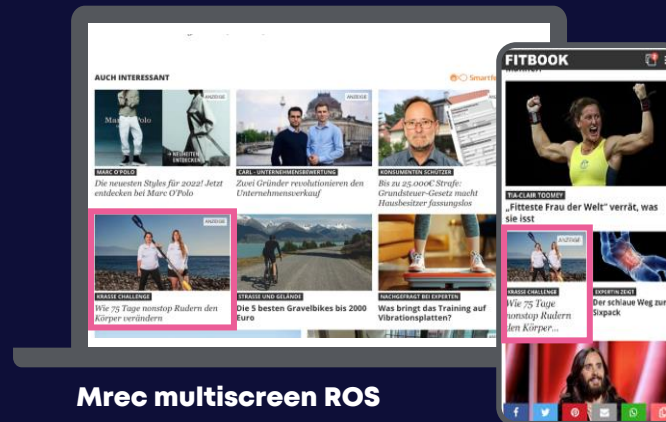 AUCH INTERESSANT
ANZEIGE
ANZEIGE
Marc O'Polo
→ NEUHEITEN
ENTDECKEN
MARC O'POLO
CARL - UNTERNEHMENSBEWERTUNG
KONSUMENTEN SCHÜTZER
Die neuesten Styles für 2022! Jetzt
entdecken bei Marc O'Polo
Zwei Gründer revolutionieren den
Unternehmensverkauf
Bis zu 25.000€ Strafe:
Grundsteuer-Gesetz macht
Hausbesitzer fassungslos
ANZEIGE
KRASSE CHALLENGE
STRASSE UND GELÄNDE
NACHGEFRAGT BEI EXPERTEN
Wie 75 Tage nonstop Rudern den
Körper verändern
Die 5 besten Gravelbikes bis 2000
Euro
Was bringt das Training auf
Vibrationsplatten?
FITBOOK
TIA-CLAIR TOOMEY
„Fitteste Frau der Welt“ verrät, was
sie isst
ANZEIGE
KRASSE CHALLENGE
EXPERTIN ZEIGT
Wie 75 Tage
nonstop Rudern
den Körper...
Der schlaue Weg zum
Sixpack
Mrec multiscreen ROS